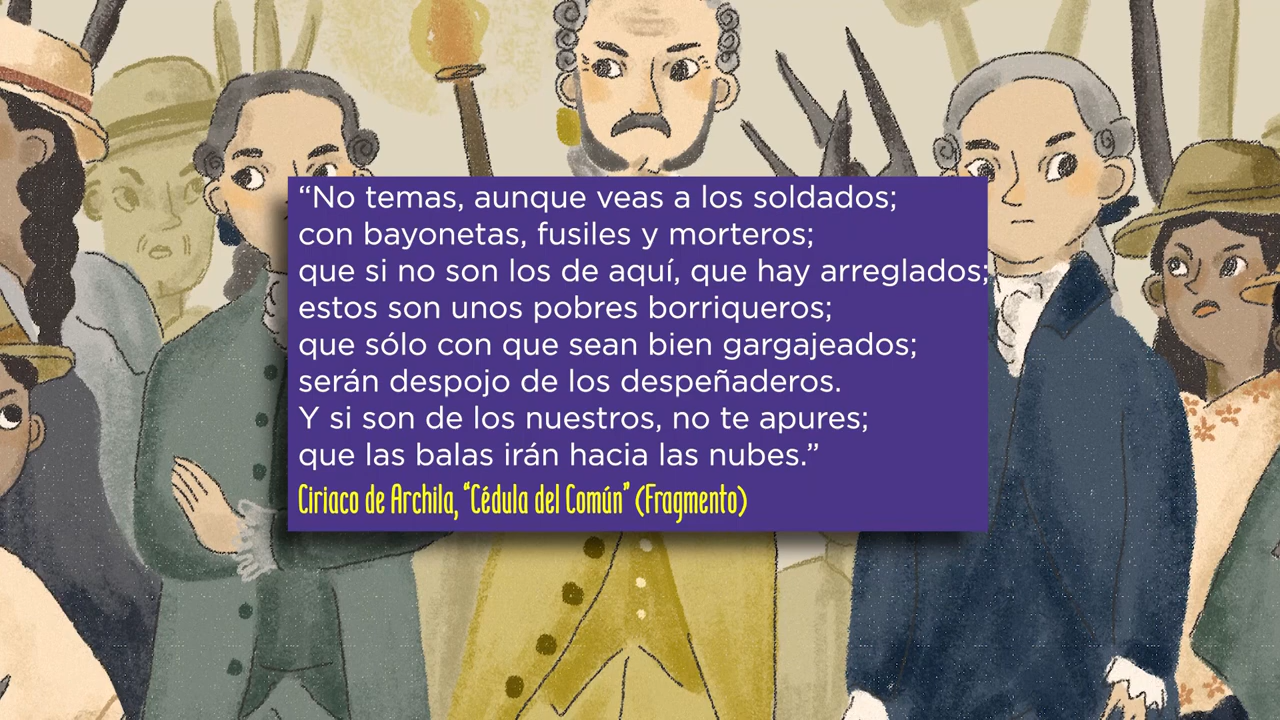 “No temas, aunque veas a los soldados;
con bayonetas, fusiles y morteros;
que si no son los de aquí, que hay arreglados;
estos son unos pobres borriqueros;
que sólo con que sean bien gargajeados;
serán despojo de los despeñaderos.
Y si son de los nuestros, no te apures;
que las balas irán hacia las nubes.”
Ciriaco de Archila, “Cédula del Común” (Fragmento)